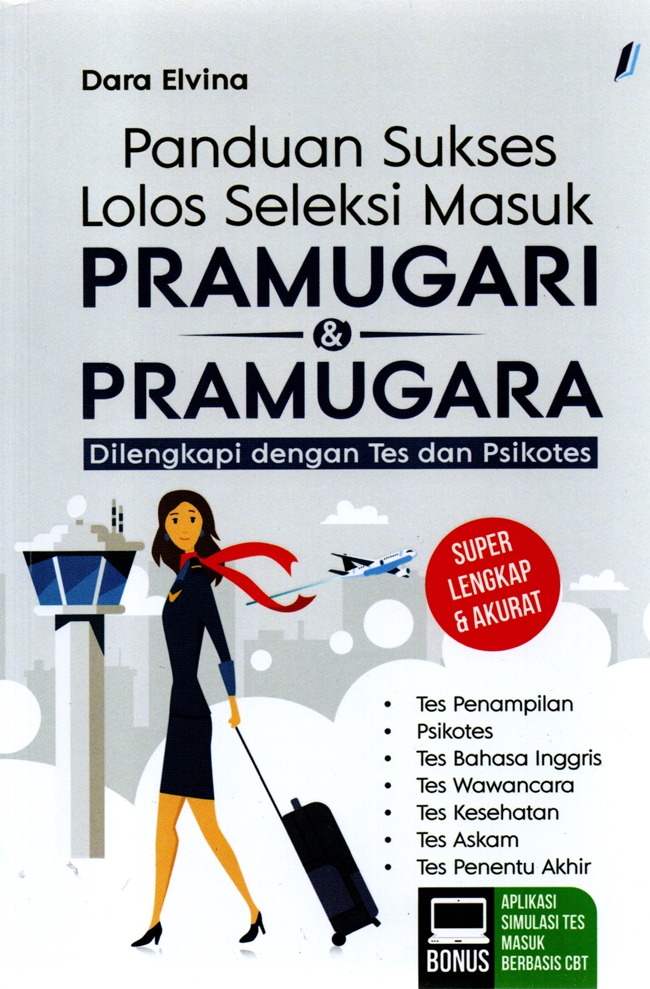 Dara Elvina
Panduan Sukses
Lolos Seleksi Masuk
PRAMUGARI
&
PRAMUGARA
Dilengkapi dengan Tes dan Psikotes
SUPER
LENGKAP
& AKURAT
• Tes Penampilan
• Psikotes
• Tes Bahasa Inggris
• Tes Wawancara
• Tes Kesehatan
• Tes Askam
• Tes Penentu Akhir
BONUS
APLIKASI
SIMULASI TES
MASUK
BERBASIS CBT